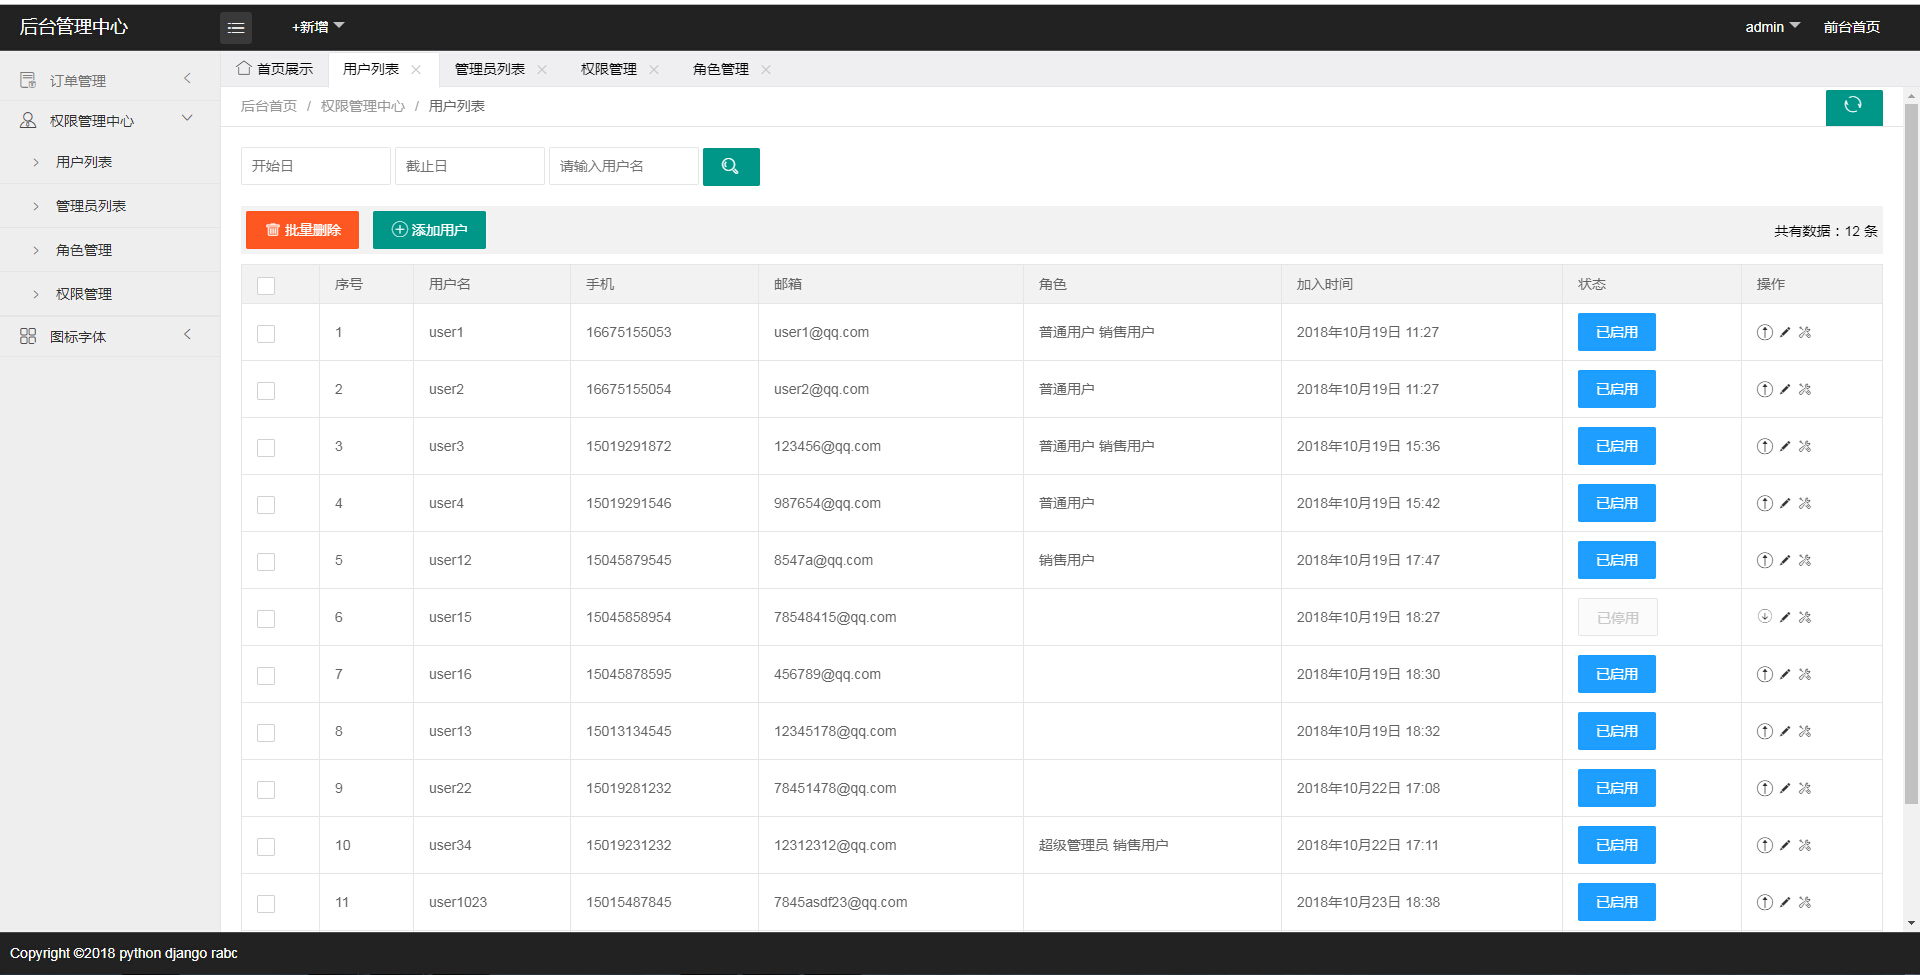 后台管理中心 +新增 admin 前台首页
首页展示 用户列表 管理员列表 权限管理 角色管理
订单管理
权限管理中心
用户列表
管理员列表
角色管理
权限管理
图标字体
后台首页 / 权限管理中心 / 用户列表
开始日 截止日 请输入用户名
批量删除 添加用户 共有数据：12 条
序号 用户名 手机 邮箱 角色 加入时间 状态 操作
1 user1 16675155053 user1@qq.com 普通用户 销售用户 2018年10月19日 11:27 已启用
2 user2 16675155054 user2@qq.com 普通用户 2018年10月19日 11:27 已启用
3 user3 15019291872 123456@qq.com 普通用户 销售用户 2018年10月19日 15:36 已启用
4 user4 15019291546 987654@qq.com 普通用户 2018年10月19日 15:42 已启用
5 user12 15045879545 8547a@qq.com 销售用户 2018年10月19日 17:47 已启用
6 user15 15045858954 78548415@qq.com 2018年10月19日 18:27 已停用
7 user16 15045878595 456789@qq.com 2018年10月19日 18:30 已启用
8 user13 15013134545 12345178@qq.com 2018年10月19日 18:32 已启用
9 user22 15019281232 78451478@qq.com 2018年10月22日 17:08 已启用
10 user34 15019231232 12312312@qq.com 超级管理员 销售用户 2018年10月22日 17:11 已启用
11 user1023 15015487845 7845asdf23@qq.com 2018年10月23日 18:38 已启用
Copyright ©2018 python django rabc